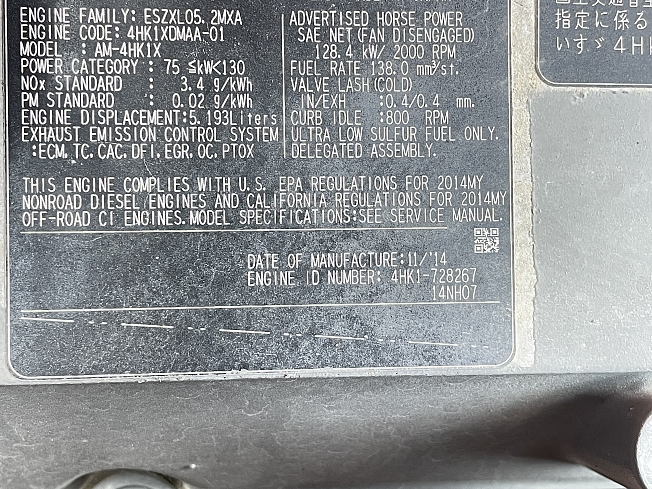 ENGINE FAMILY: ESZXL05.2MXA
ENGINE CODE: 4HK1XDMAA-01
MODEL : AM-4HK1X
POWER CATEGORY : 75 ≦kW<130
NOx STANDARD : 3.4 g/kWh
PM STANDARD : 0.02 g/kWh
ENGINE DISPLACEMENT:5.193Liters
EXHAUST EMISSION CONTROL SYSTEM
:ECM,TC,CAC,DFI,EGR,OC,PTOX
ADVERTISED HORSE POWER
SAE NET(FAN DISENGAGED)
128.4 kW/ 2000 RPM
FUEL RATE 138.0 mm³/st.
VALVE LASH(COLD)
IN/EXH :0.4/0.4 mm.
CURB IDLE :800 RPM
ULTRA LOW SULFUR FUEL ONLY.
DELEGATED ASSEMBLY.
THIS ENGINE COMPLIES WITH U.S. EPA REGULATIONS FOR 2014MY
NONROAD DIESEL ENGINES AND CALIFORNIA REGULATIONS FOR 2014MY
OFF-ROAD CI ENGINES.MODEL SPECIFICATIONS:SEE SERVICE MANUAL.
DATE OF MANUFACTURE:11/'14
ENGINE ID NUMBER: 4HK1-728267
14NH07
指定に係る
いすゞ4H